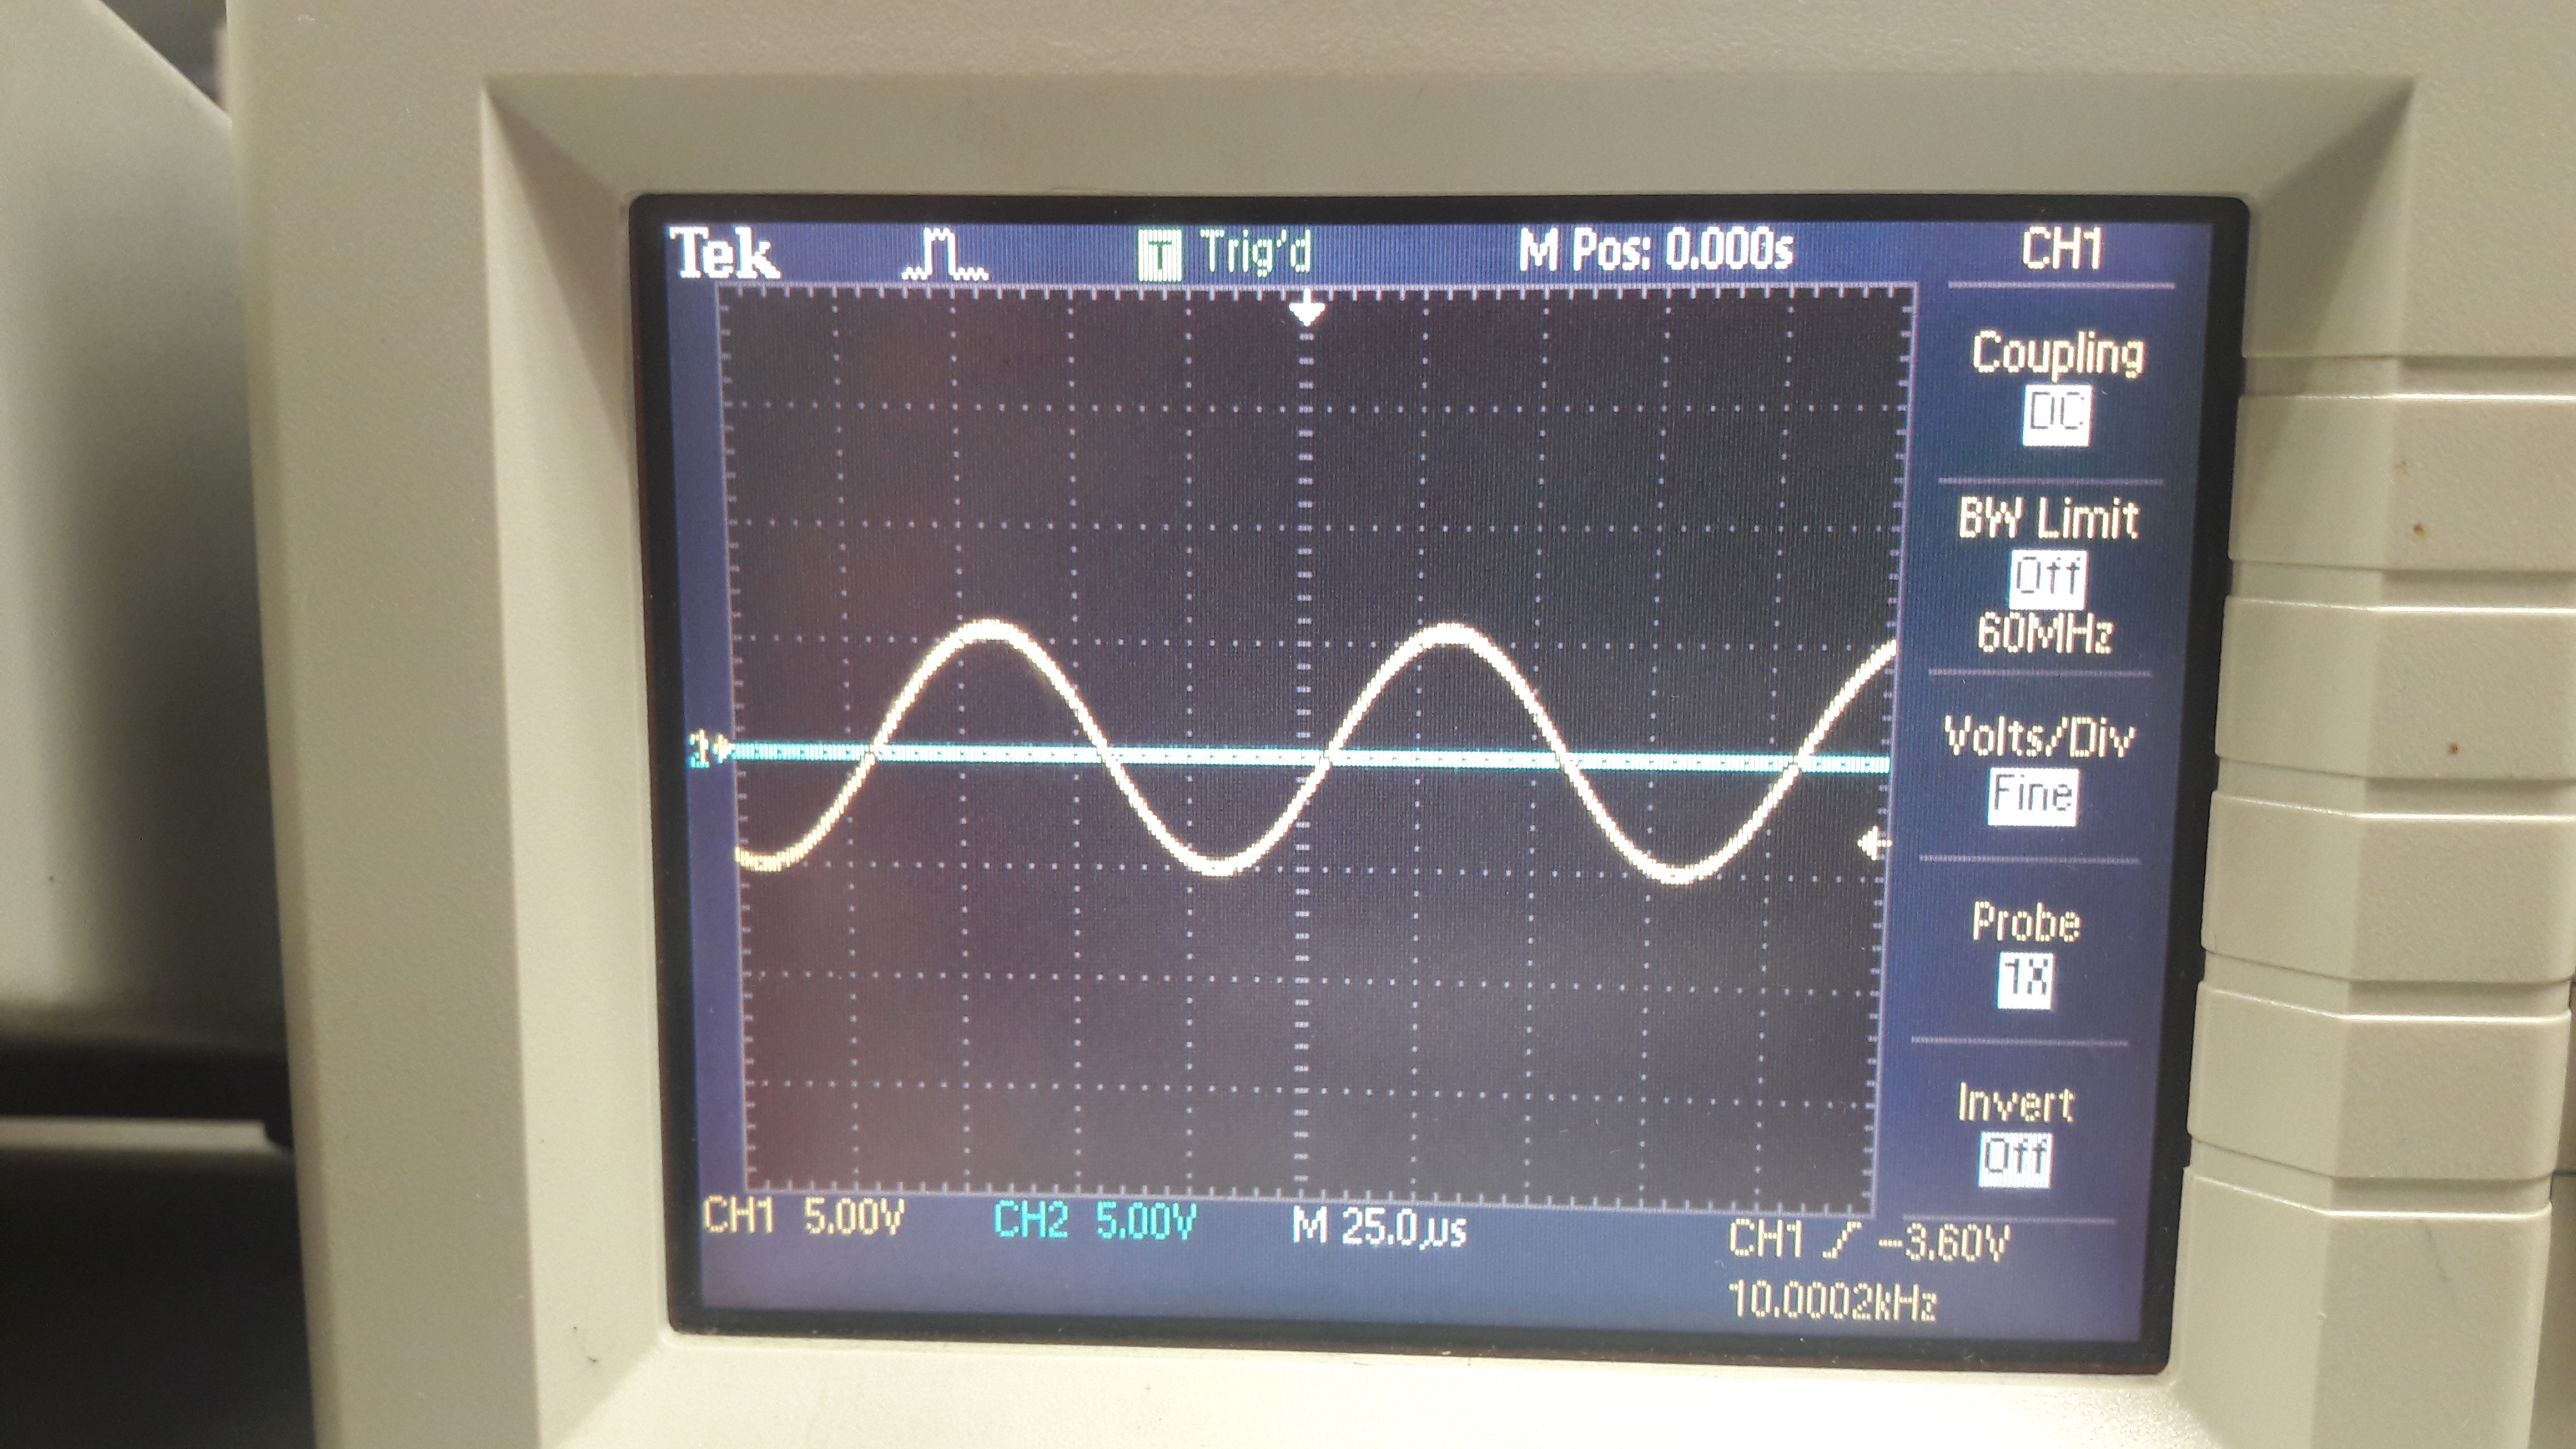 Tek T Trig'd M Pos: 0.000s CH1
Coupling
DC
BW Limit
Off
60MHz
Volts/Div
Fine
Probe
1X
Invert
Off
CH1 5.00V CH2 5.00V M 25.0µs CH1 -3.60V
10.0002kHz